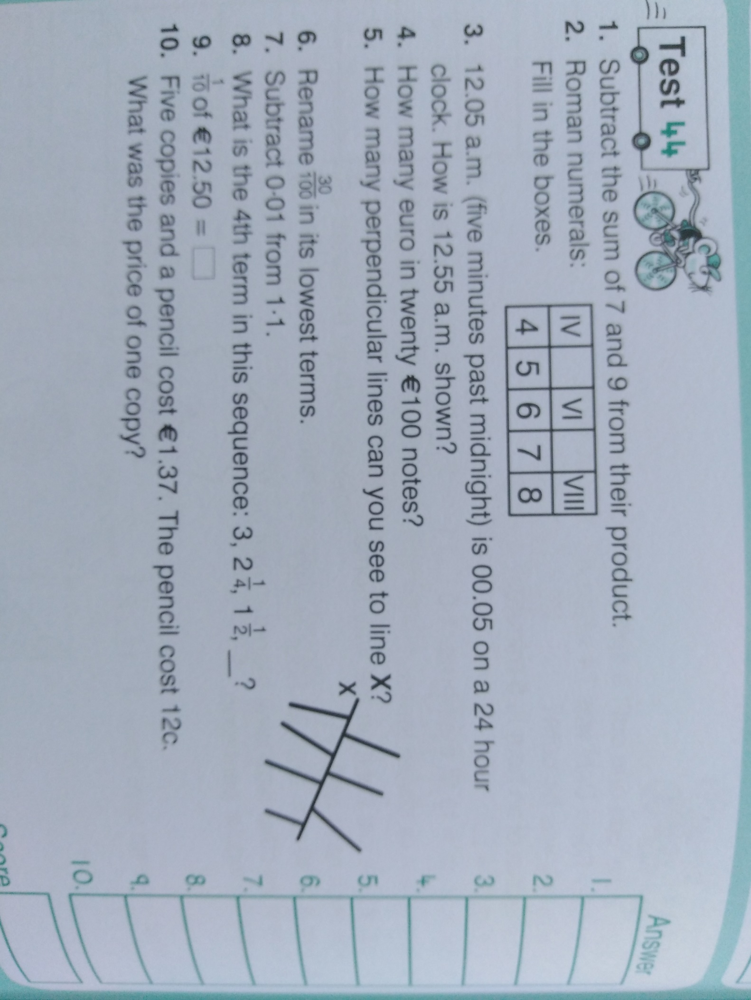 Test 44
1. Subtract the sum of 7 and 9 from their product.
2. Roman numerals:
Fill in the boxes.
IV VI VIII
4 5 6 7 8
3. 12.05 a.m. (five minutes past midnight) is 00.05 on a 24 hour
clock. How is 12.55 a.m. shown?
4. How many euro in twenty €100 notes?
5. How many perpendicular lines can you see to line X?
X
6. Rename 30/100 in its lowest terms.
7. Subtract 0·01 from 1·1.
8. What is the 4th term in this sequence: 3, 2 1/4, 1 1/2, __ ?
9. 1/10 of €12.50 = □
10. Five copies and a pencil cost €1.37. The pencil cost 12c.
What was the price of one copy?
Answer
1.
2.
3.
4.
5.
6.
7.
8.
9.
10.
Score